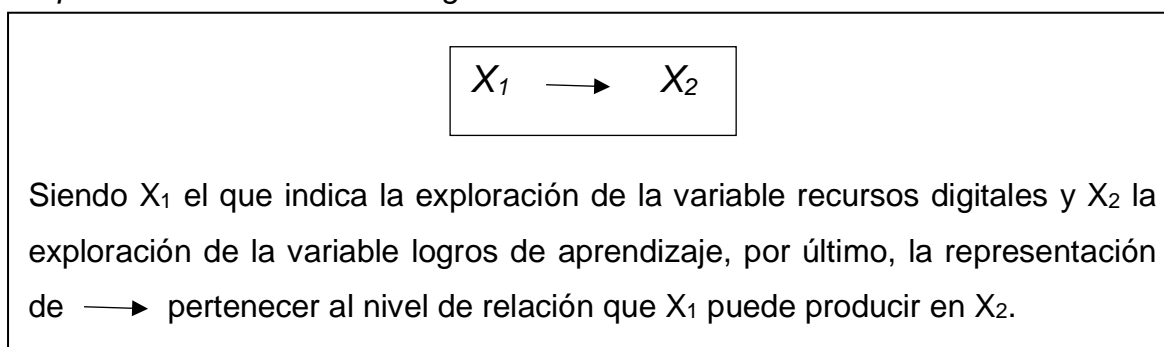 X₁ → X₂
Siendo X₁ el que indica la exploración de la variable recursos digitales y X₂ la
exploración de la variable logros de aprendizaje, por último, la representación
de → pertenecer al nivel de relación que X₁ puede producir en X₂.